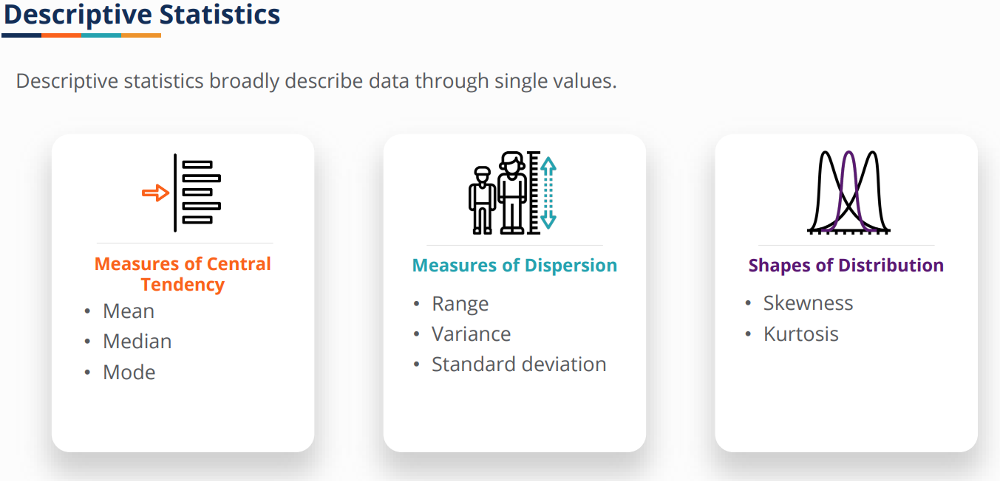 Descriptive Statistics
Descriptive statistics broadly describe data through single values.
Measures of Central
Tendency
• Mean
• Median
• Mode
Measures of Dispersion
• Range
• Variance
• Standard deviation
Shapes of Distribution
• Skewness
• Kurtosis